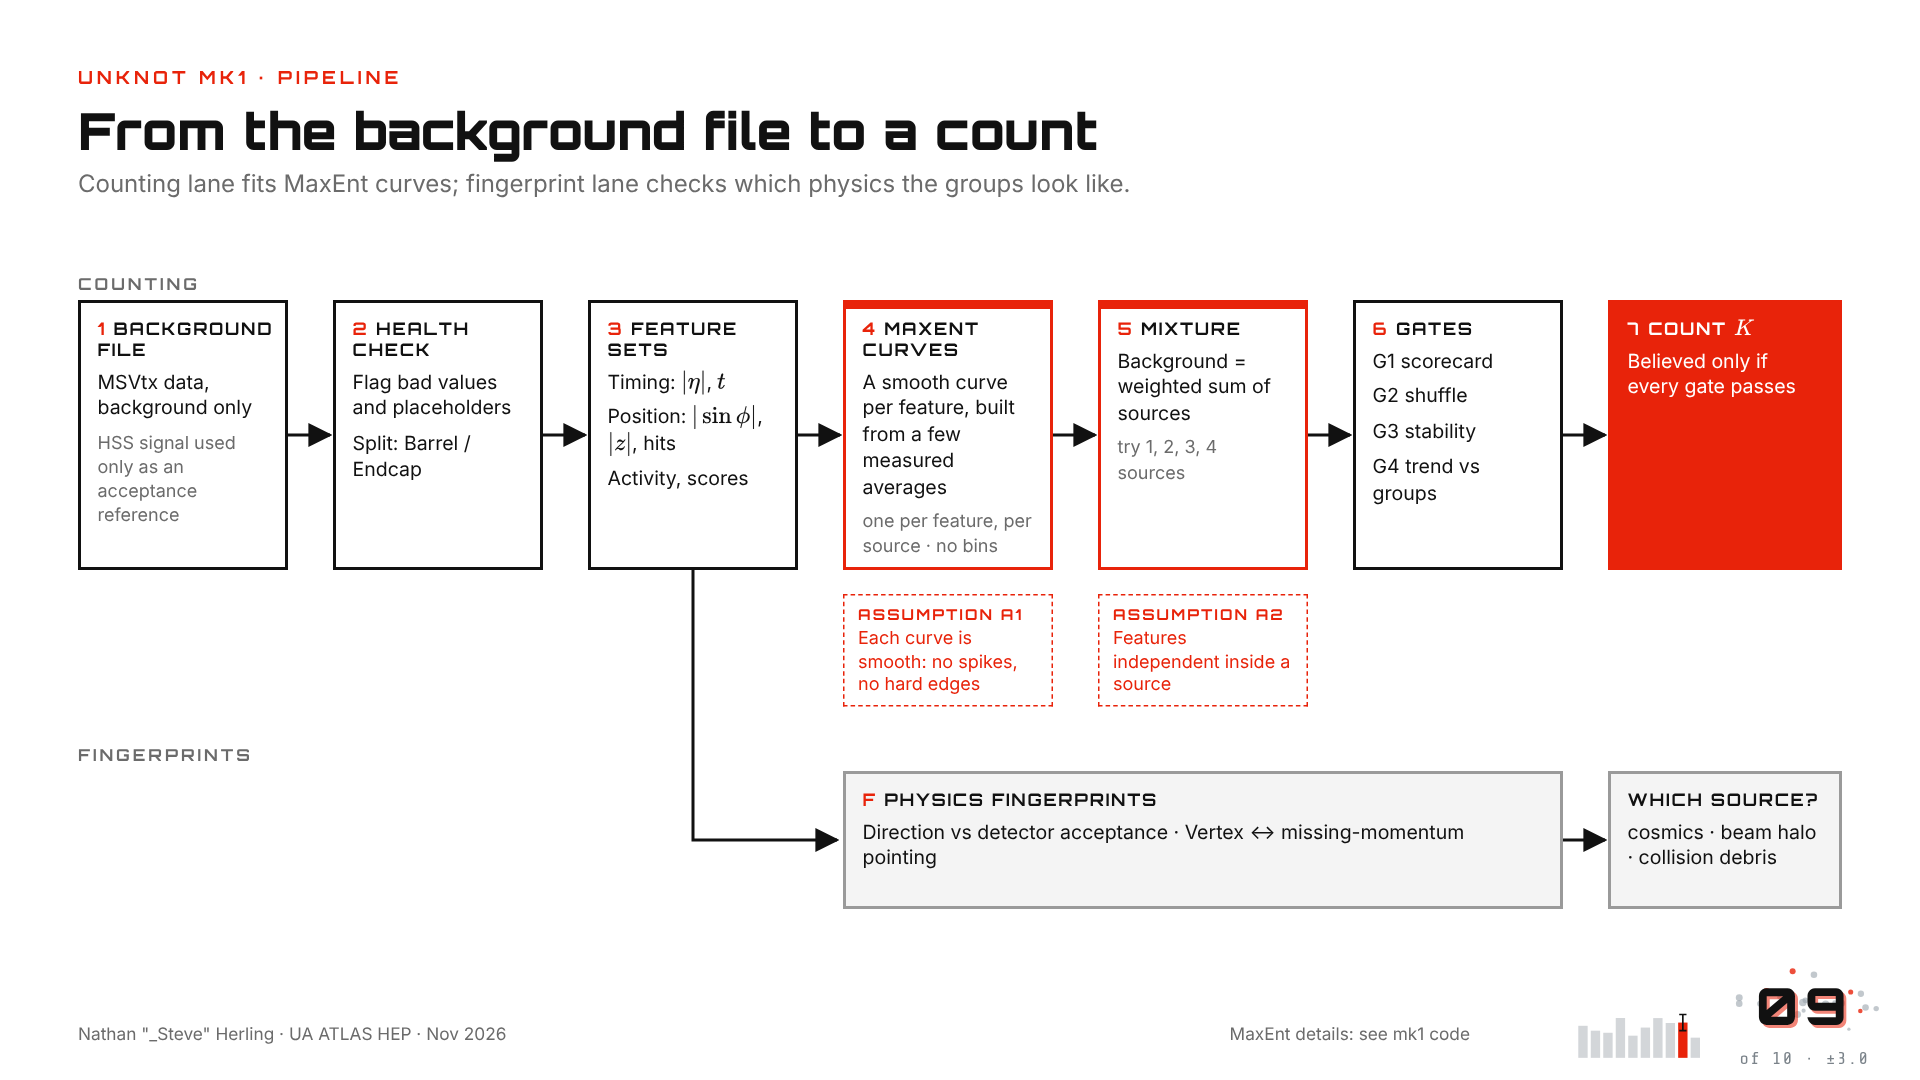 UNKNOT MK1 · PIPELINE
From the background file to a count
Counting lane fits MaxEnt curves; fingerprint lane checks which physics the groups look like.
COUNTING
1 BACKGROUND
FILE
MSVtx data,
background only
HSS signal used
only as an
acceptance
reference
2 HEALTH
CHECK
Flag bad values
and placeholders
Split: Barrel /
Endcap
3 FEATURE
SETS
Timing: |η|, t
Position: | sin ϕ|,
|z|, hits
Activity, scores
4 MAXENT
CURVES
A smooth curve
per feature, built
from a few
measured
averages
one per feature, per
source · no bins
5 MIXTURE
Background =
weighted sum of
sources
try 1, 2, 3, 4
sources
6 GATES
G1 scorecard
G2 shuffle
G3 stability
G4 trend vs
groups
7 COUNT K
Believed only if
every gate passes
ASSUMPTION A1
Each curve is
smooth: no spikes,
no hard edges
ASSUMPTION A2
Features
independent inside a
source
FINGERPRINTS
F PHYSICS FINGERPRINTS
Direction vs detector acceptance · Vertex ↔ missing-momentum
pointing
WHICH SOURCE?
cosmics · beam halo
· collision debris
Nathan "_Steve" Herling · UA ATLAS HEP · Nov 2026
MaxEnt details: see mk1 code
09
of 10 · ±3.0